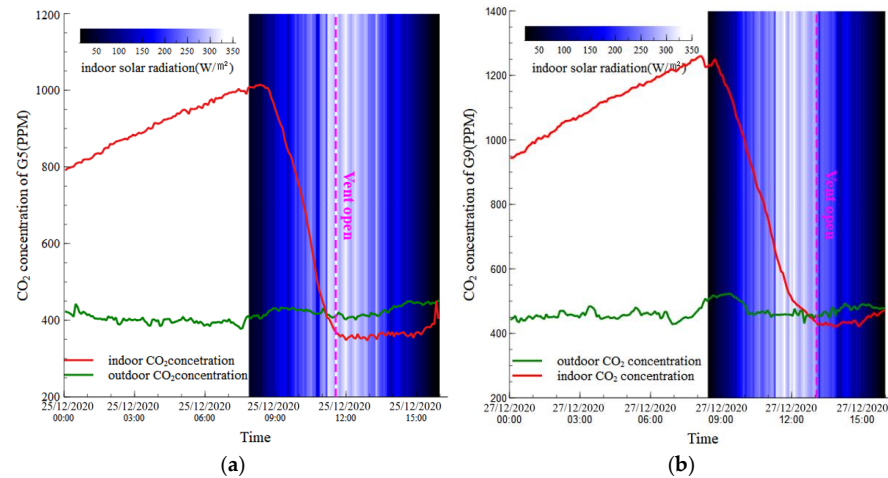 1200
1000
800
600
400
200
CO₂ concentration of G5(PPM)
50 100 150 200 250 300 350
indoor solar radiation(W/㎡)
Vent open
indoor CO₂concetration
outdoor CO₂concentration
25/12/2020 25/12/2020 25/12/2020 25/12/2020 25/12/2020 25/12/2020
00:00 03:00 06:00 09:00 12:00 15:00
Time
(a)
1400
1200
1000
800
600
400
200
CO₂ concentration of G9(PPM)
50 100 150 200 250 300 350
indoor solar radiation(W/㎡)
Vent open
outdoor CO₂ concentration
indoor CO₂ concentration
27/12/2020 27/12/2020 27/12/2020 27/12/2020 27/12/2020 27/12/2020
00:00 03:00 06:00 09:00 12:00 15:00
Time
(b)